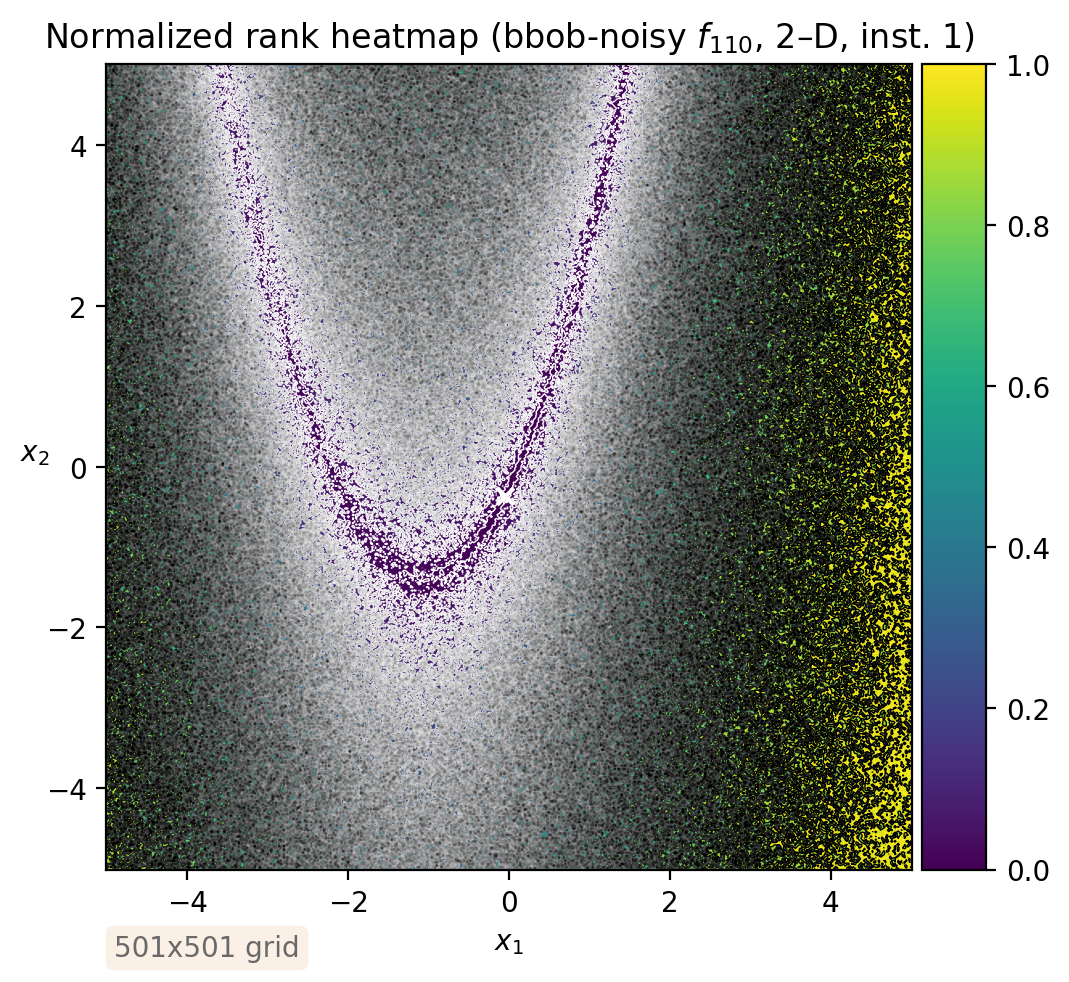 Normalized rank heatmap (bbob-noisy f₁₁₀, 2–D, inst. 1)
1.0
0.8
0.6
0.4
0.2
0.0
4
2
0
−2
−4
x₂
−4 −2 0 2 4
x₁
501x501 grid